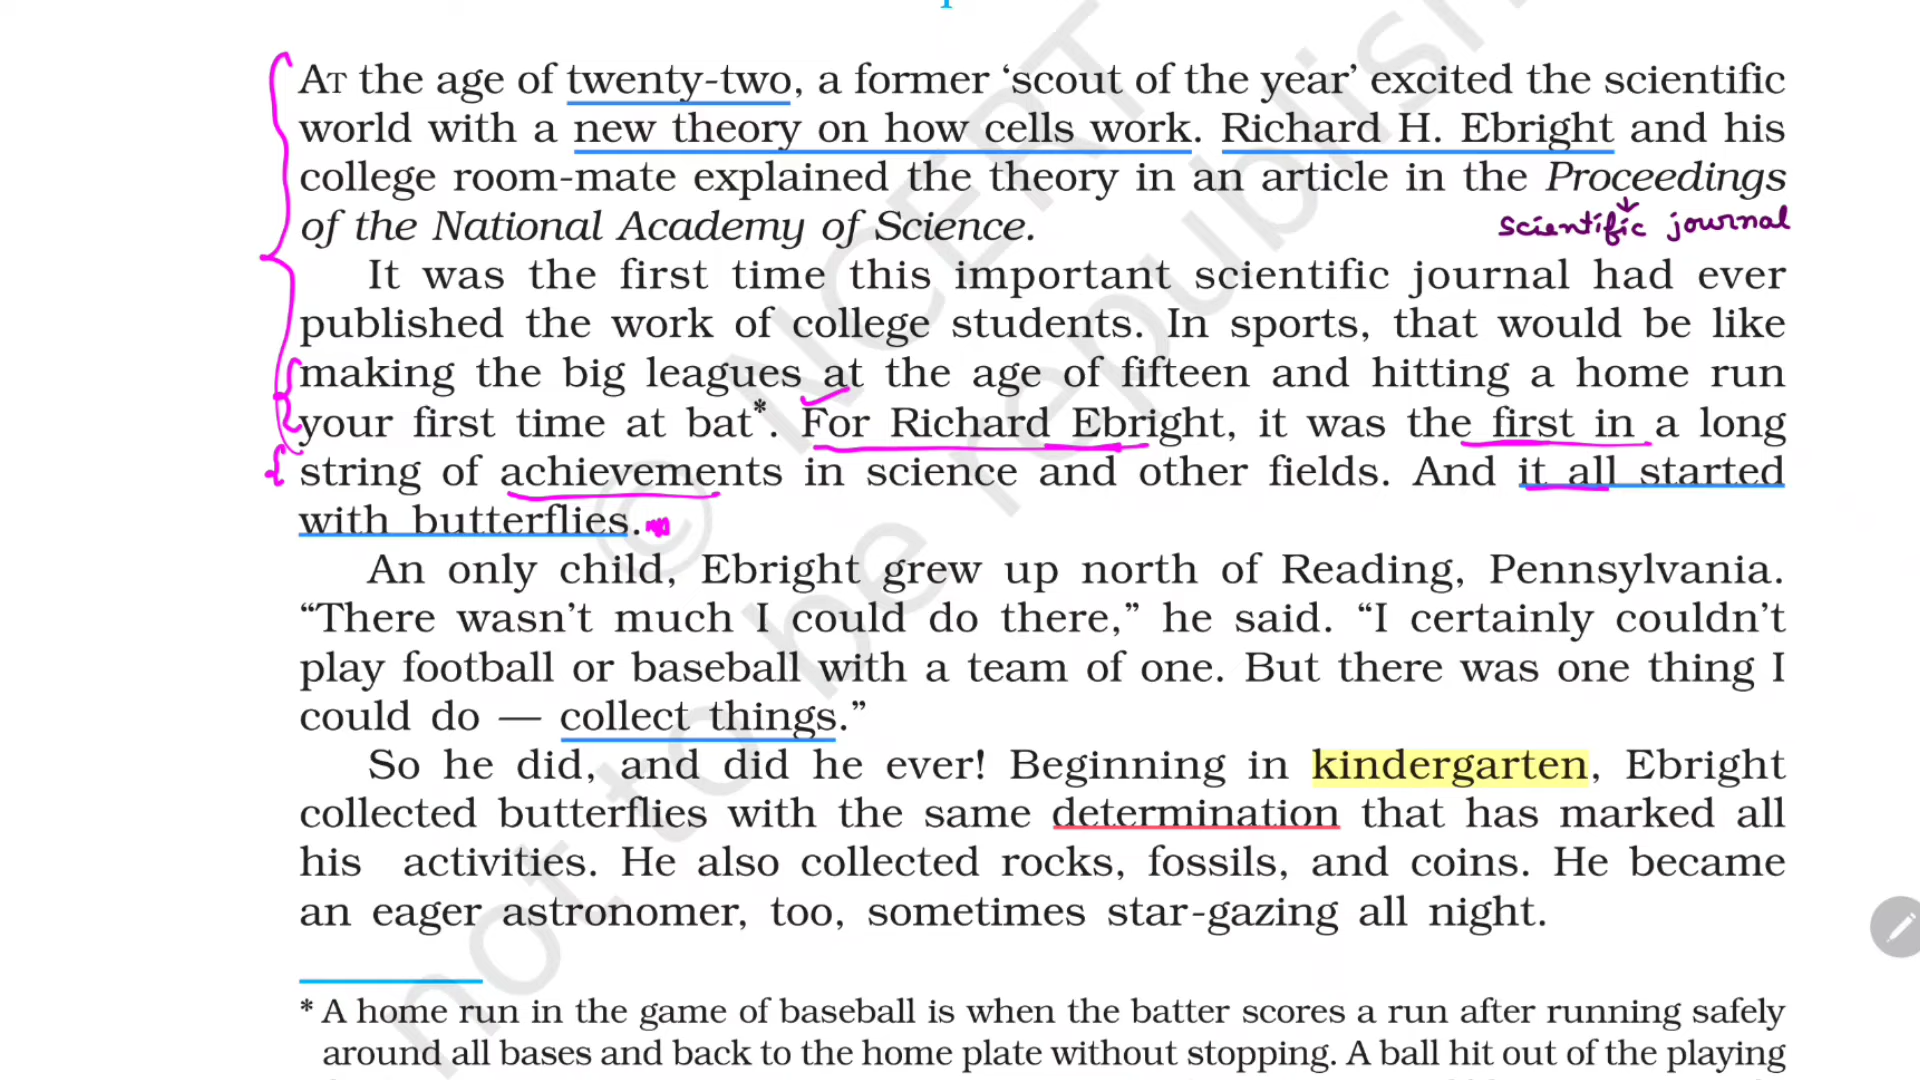 At the age of twenty-two, a former ‘scout of the year’ excited the scientific
world with a new theory on how cells work. Richard H. Ebright and his
college room-mate explained the theory in an article in the Proceedings
of the National Academy of Science.
scientific journal
It was the first time this important scientific journal had ever
published the work of college students. In sports, that would be like
making the big leagues at the age of fifteen and hitting a home run
your first time at bat*. For Richard Ebright, it was the first in a long
string of achievements in science and other fields. And it all started
with butterflies.
An only child, Ebright grew up north of Reading, Pennsylvania.
“There wasn’t much I could do there,” he said. “I certainly couldn’t
play football or baseball with a team of one. But there was one thing I
could do — collect things.”
So he did, and did he ever! Beginning in kindergarten, Ebright
collected butterflies with the same determination that has marked all
his activities. He also collected rocks, fossils, and coins. He became
an eager astronomer, too, sometimes star-gazing all night.
* A home run in the game of baseball is when the batter scores a run after running safely
around all bases and back to the home plate without stopping. A ball hit out of the playing
© NCERT
not to be republish